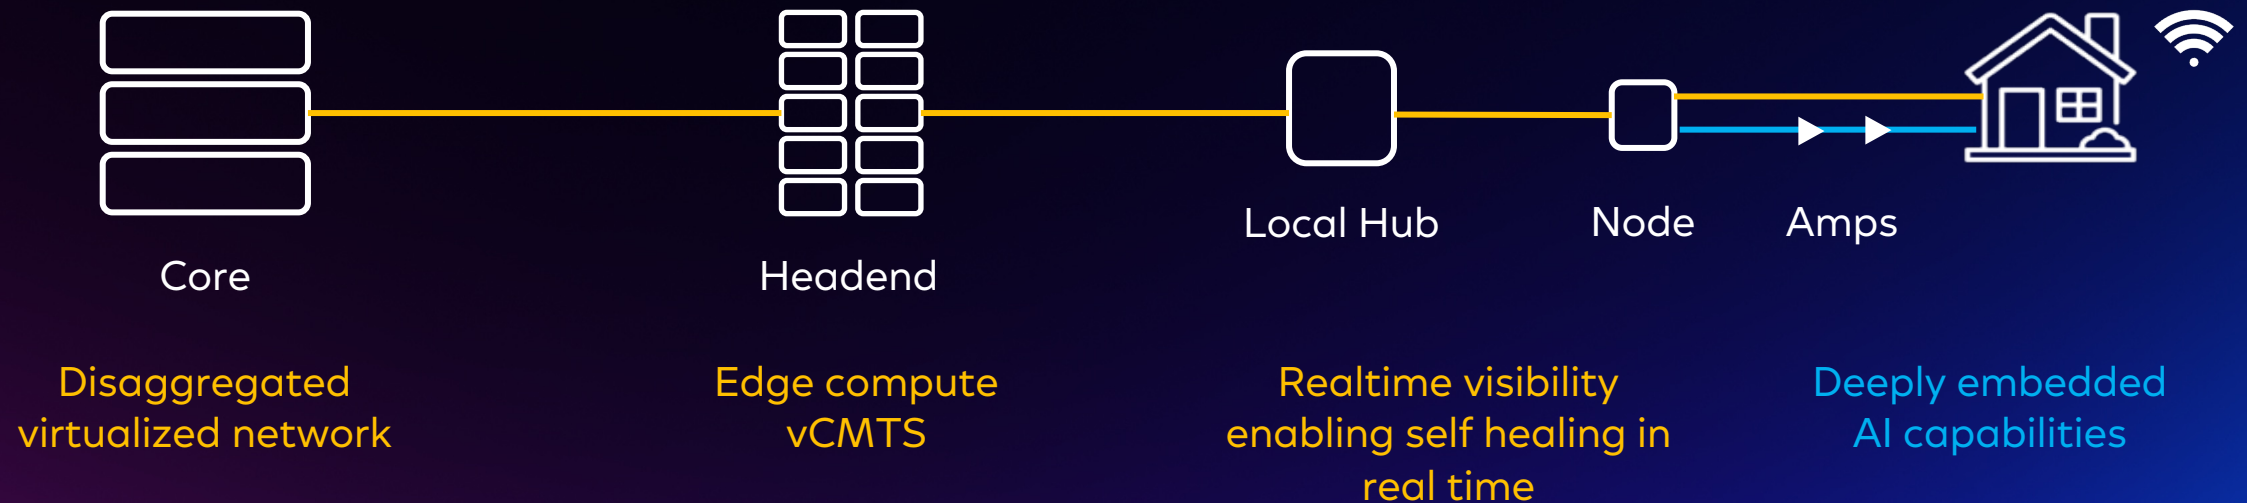 Core
Headend
Local Hub
Node
Amps
Disaggregated
virtualized network
Edge compute
vCMTS
Realtime visibility
enabling self healing in
real time
Deeply embedded
AI capabilities